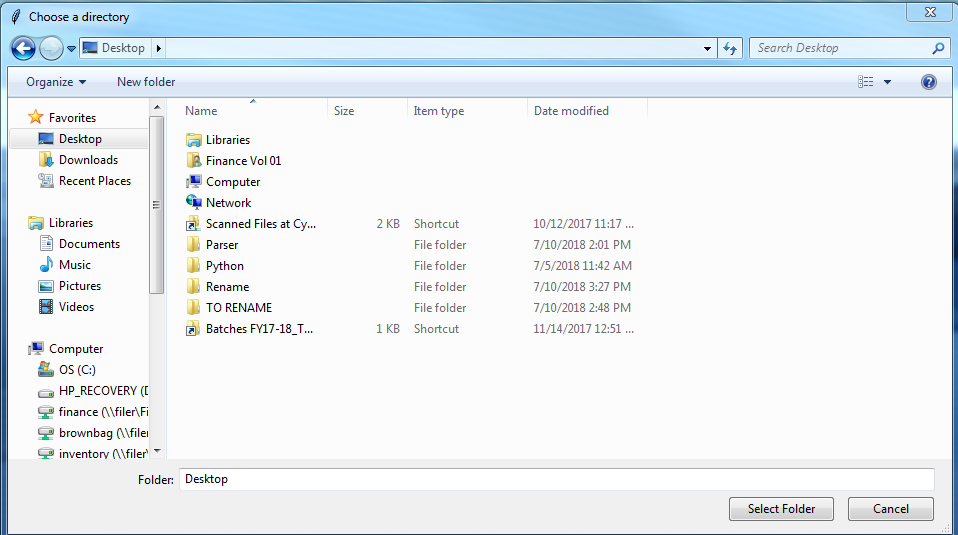 Choose a directory
Desktop
Search Desktop
Organize
New folder
Favorites
Desktop
Downloads
Recent Places
Libraries
Documents
Music
Pictures
Videos
Computer
OS (C:)
HP_RECOVERY (D
finance (\\filer\Fi
brownbag (\\filer
inventory (\\filer\
Name Size Item type Date modified
Libraries
Finance Vol 01
Computer
Network
Scanned Files at Cy... 2 KB Shortcut 10/12/2017 11:17 ...
Parser File folder 7/10/2018 2:01 PM
Python File folder 7/5/2018 11:42 AM
Rename File folder 7/10/2018 3:27 PM
TO RENAME File folder 7/10/2018 2:48 PM
Batches FY17-18_T... 1 KB Shortcut 11/14/2017 12:51 ...
Folder: Desktop
Select Folder Cancel